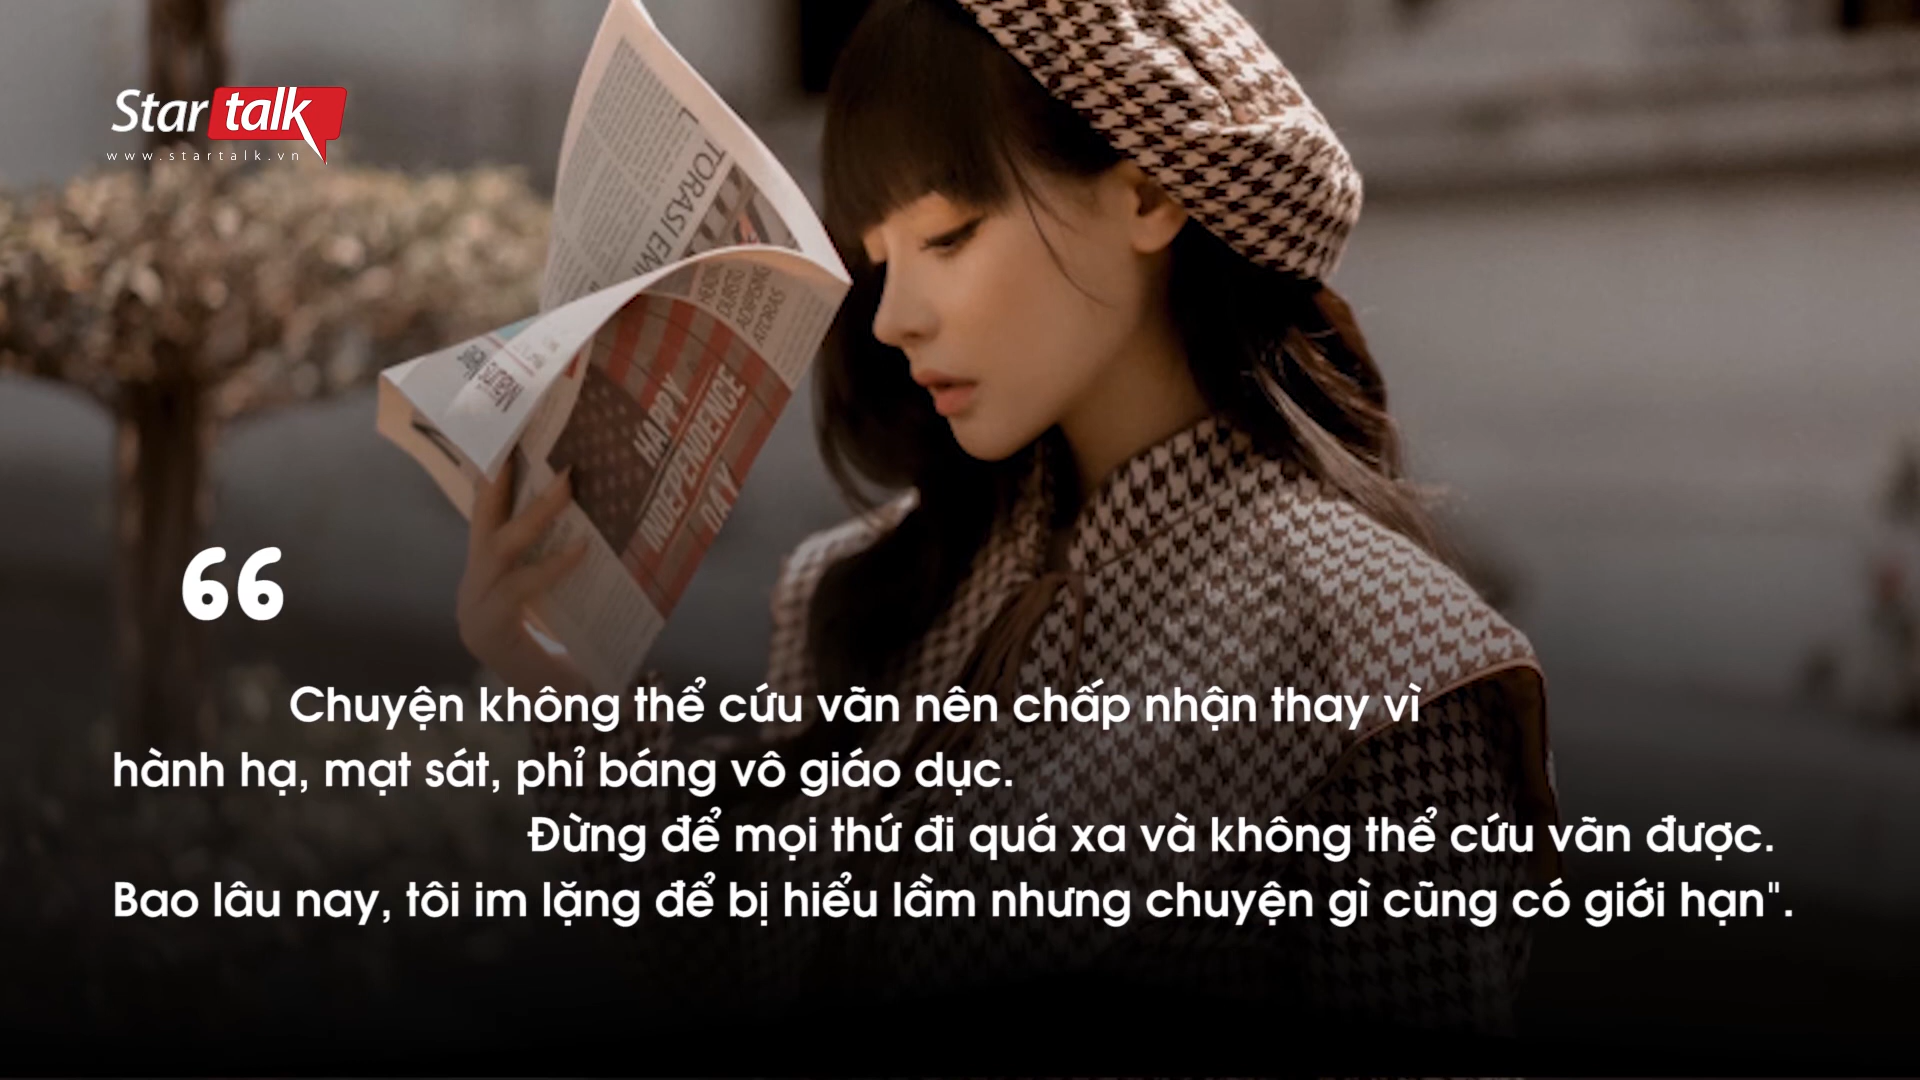 Star talk
www.startalk.vn
TORASI EMI
HAPPY
INDEPENDENCE
DAY
66
Chuyện không thể cứu vãn nên chấp nhận thay vì
hành hạ, mạt sát, phỉ báng vô giáo dục.
Đừng để mọi thứ đi quá xa và không thể cứu vãn được.
Bao lâu nay, tôi im lặng để bị hiểu lầm nhưng chuyện gì cũng có giới hạn".